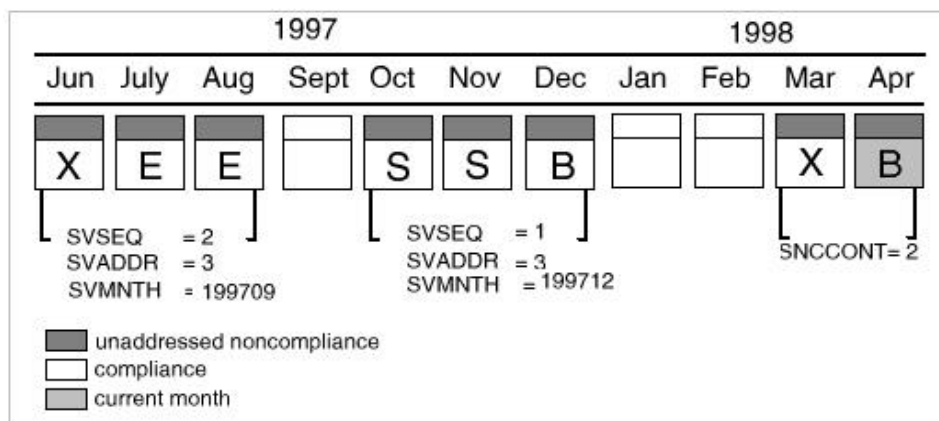 1997 1998
Jun July Aug Sept Oct Nov Dec Jan Feb Mar Apr
X E E S S B X B
SVSEQ = 2
SVADDR = 3
SVMNTH = 199709
SVSEQ = 1
SVADDR = 3
SVMNTH = 199712
SNCCONT= 2
unaddressed noncompliance
compliance
current month